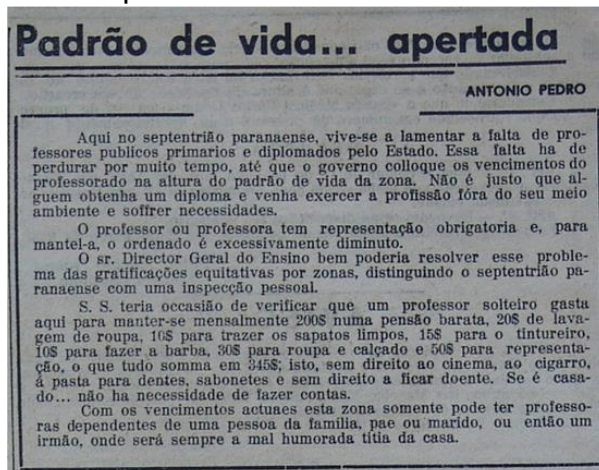 Padrão de vida... apertada
ANTONIO PEDRO
Aqui no septentrião paranaense, vive-se a lamentar a falta de pro-
fessores publicos primarios e diplomados pelo Estado. Essa falta ha de
perdurar por muito tempo, até que o governo colloque os vencimentos do
professorado na altura do padrão de vida da zona. Não é justo que al-
guem obtenha um diploma e venha exercer a profissão fóra do seu meio
ambiente e soffrer necessidades.
O professor ou professora tem representação obrigatoria e, para
mantel-a, o ordenado é excessivamente diminuto.
O sr. Director Geral do Ensino bem poderia resolver esse proble-
ma das gratificações equitativas por zonas, distinguindo o septentrião pa-
ranaense com uma inspecção pessoal.
S. S. teria occasião de verificar que um professor solteiro gasta
aqui para manter-se mensalmente 200$ numa pensão barata, 20$ de lava-
gem de roupa, 10$ para trazer os sapatos limpos, 15$ para o tintureiro,
10$ para fazer a barba, 30$ para roupa e calçado e 50$ para representa-
ção, o que tudo somma em 345$; isto, sem direito ao cinema, ao cigarro,
á pasta para dentes, sabonetes e sem direito a ficar doente. Se é casa-
do... não ha necessidade de fazer contas.
Com os vencimentos actuaes esta zona somente pode ter professo-
ras dependentes de uma pessoa da familia, pae ou marido, ou então um
irmão, onde será sempre a mal humorada titia da casa.